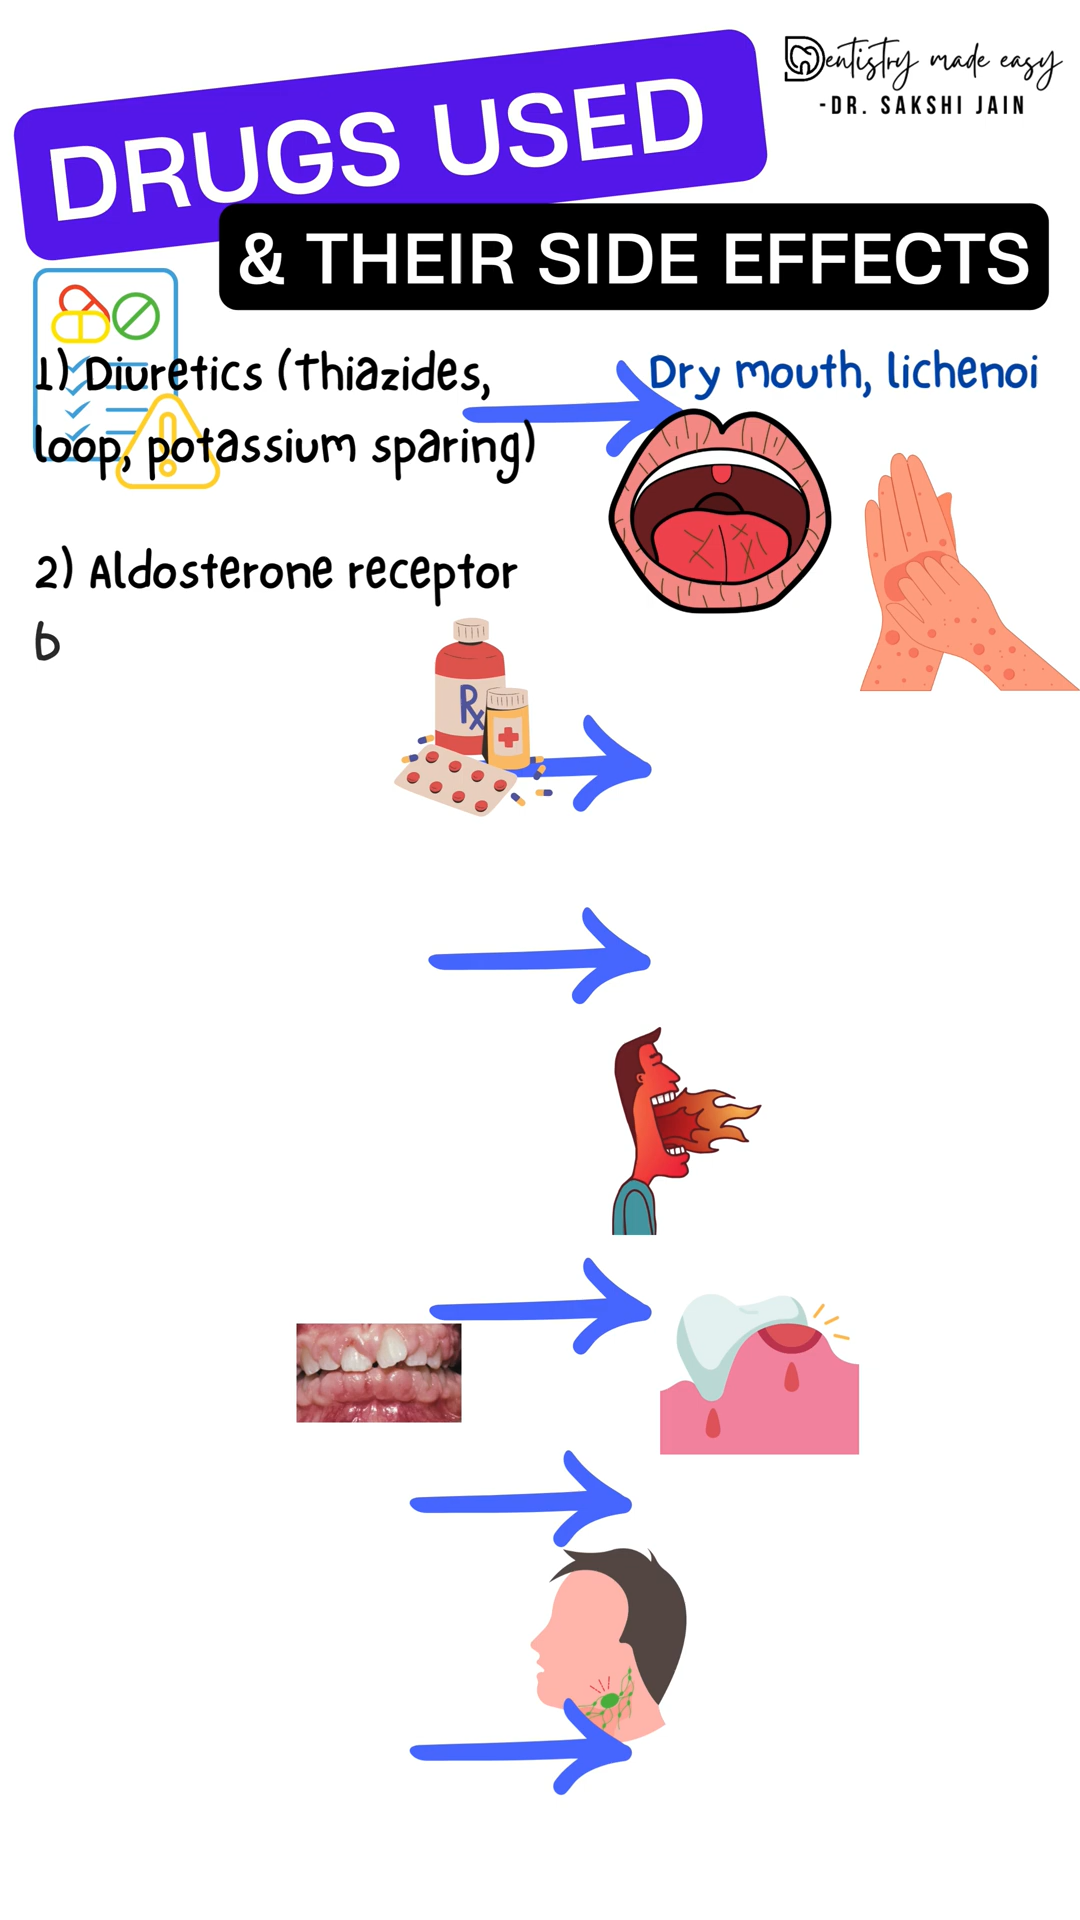 Dentistry made easy
-DR. SAKSHI JAIN
DRUGS USED
& THEIR SIDE EFFECTS
1) Diuretics (thiazides,
loop, potassium sparing)
Dry mouth, lichenoi
2) Aldosterone receptor
b
Rx